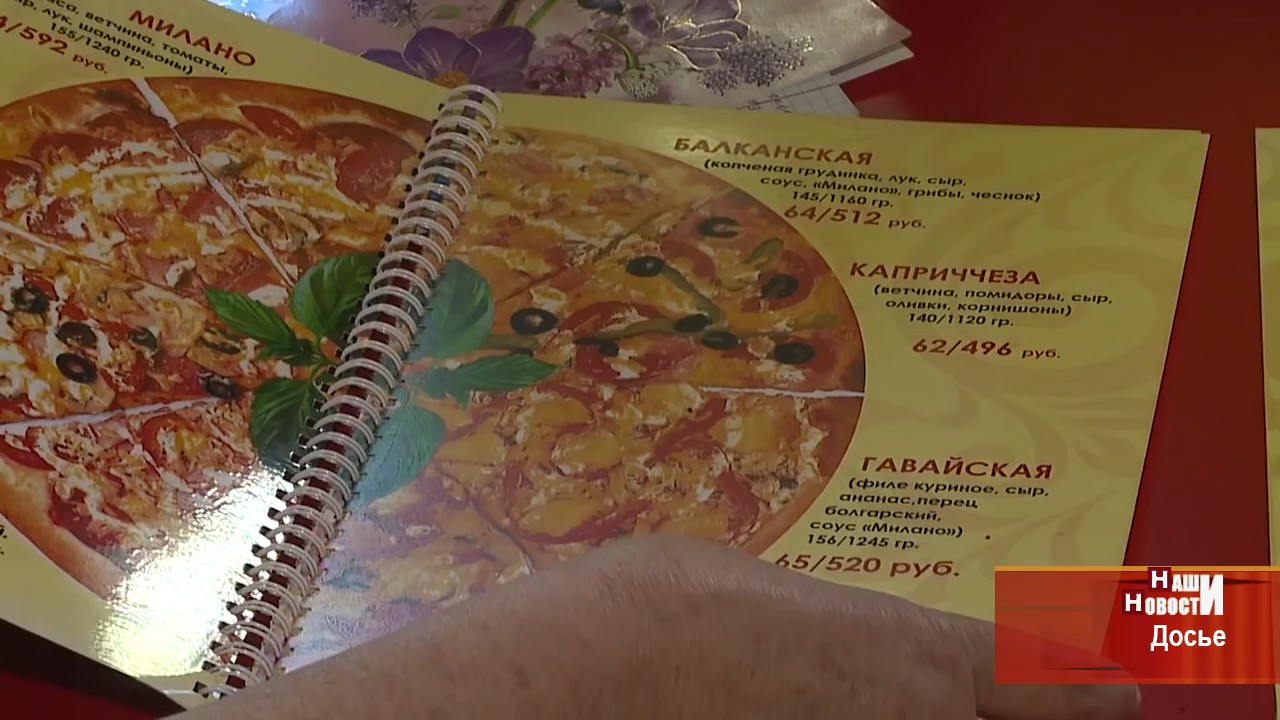 МИЛАНО
ветчина, томаты,
лук, шампиньоны)
155/1240 гр.
/592 руб.
БАЛКАНСКАЯ
(копченая грудинка, лук, сыр,
соус, «Милано», грибы, чеснок)
145/1160 гр.
64/512 руб.
КАПРИЧЧЕЗА
(ветчина, помидоры, сыр,
оливки, корнишоны)
140/1120 гр.
62/496 руб.
ГАВАЙСКАЯ
(филе куриное, сыр,
ананас,перец
болгарский,
соус «Милано»)
156/1245 гр.
65/520 руб.
НАШИ
НОВОСТИ
Досье